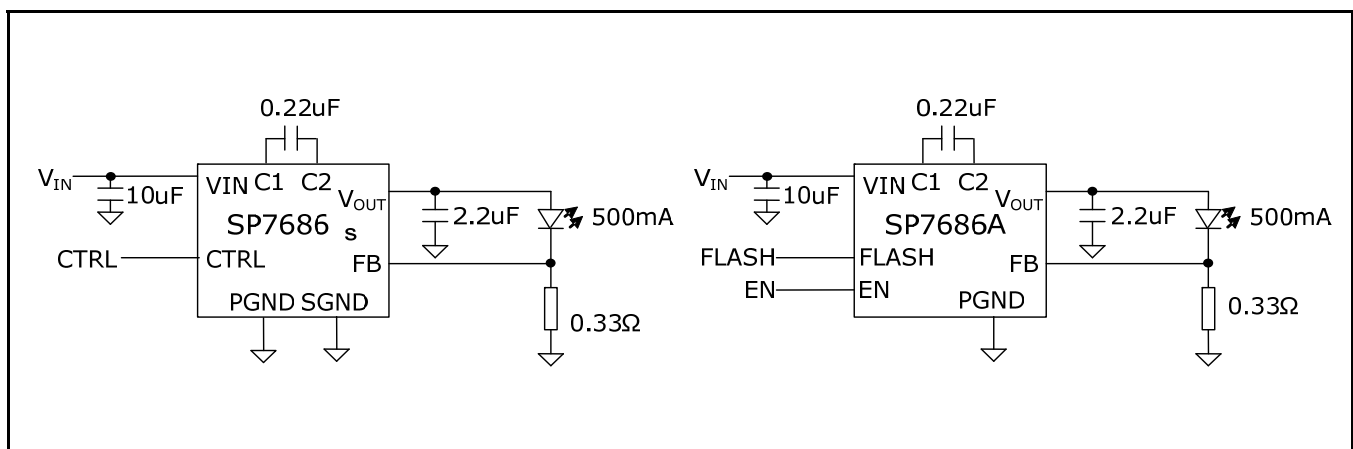 0.22uF
VIN
10uF
VIN C1 C2
VOUT
SP7686
s
2.2uF
500mA
CTRL
CTRL
FB
PGND SGND
0.33Ω
0.22uF
VIN
10uF
VIN C1 C2
VOUT
SP7686A
2.2uF
500mA
FLASH
FLASH
FB
EN
EN
PGND
0.33Ω